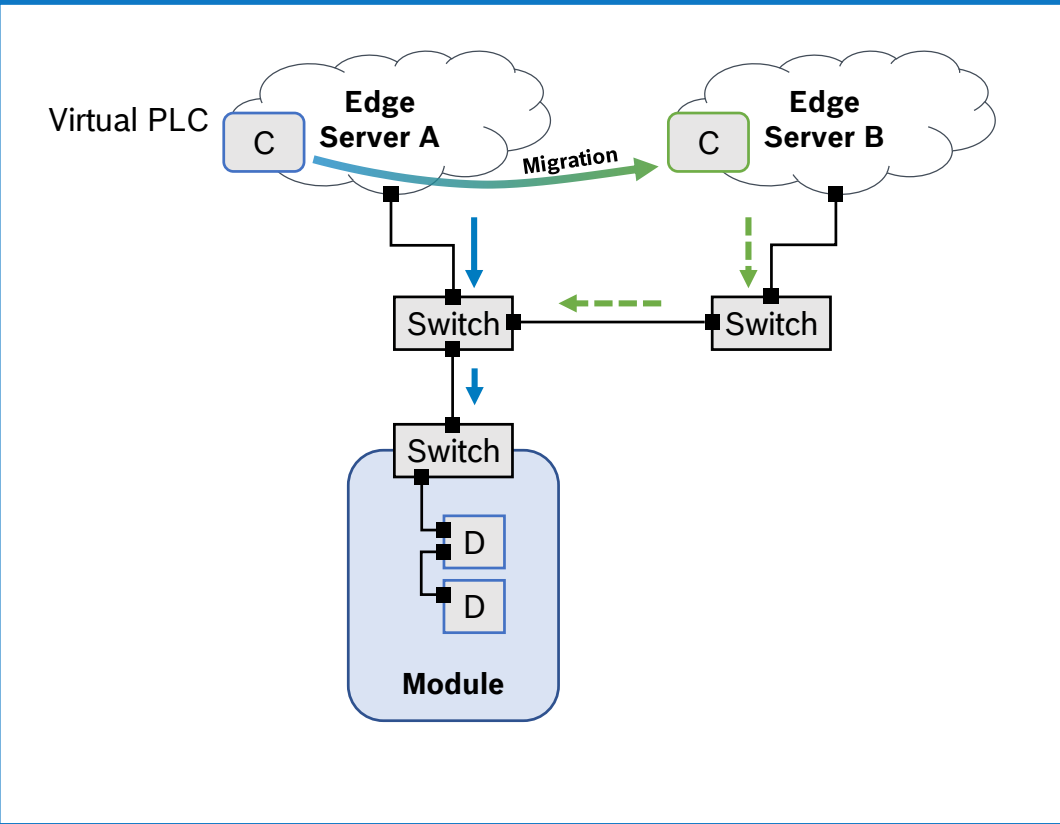 Virtual PLC
C
Edge
Server A
Migration
C
Edge
Server B
Switch
Switch
Switch
D
D
Module